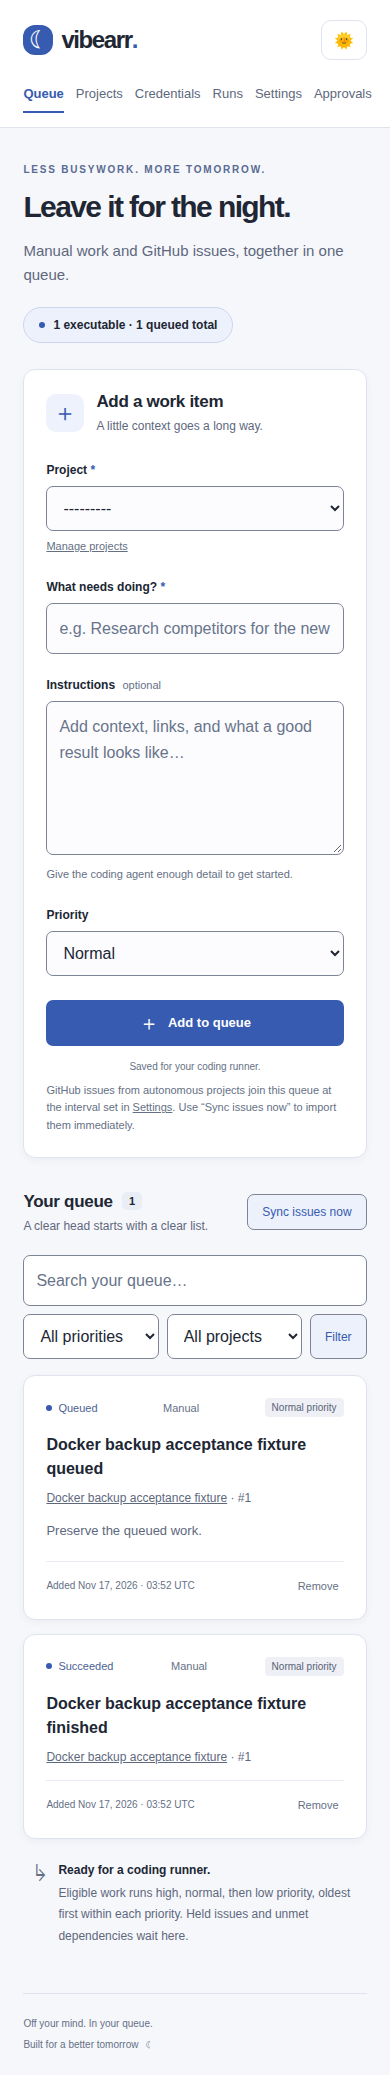 vibearr.
Queue Projects Credentials Runs Settings Approvals
LESS BUSYWORK. MORE TOMORROW.
Leave it for the night.
Manual work and GitHub issues, together in one
queue.
1 executable · 1 queued total
Add a work item
A little context goes a long way.
Project *
---------
Manage projects
What needs doing? *
e.g. Research competitors for the new
Instructions optional
Add context, links, and what a good
result looks like…
Give the coding agent enough detail to get started.
Priority
Normal
＋ Add to queue
Saved for your coding runner.
GitHub issues from autonomous projects join this queue at
the interval set in Settings. Use “Sync issues now” to import
them immediately.
Your queue 1
Sync issues now
A clear head starts with a clear list.
Search your queue…
All priorities All projects Filter
Queued Manual Normal priority
Docker backup acceptance fixture
queued
Docker backup acceptance fixture · #1
Preserve the queued work.
Added Nov 17, 2026 · 03:52 UTC Remove
Succeeded Manual Normal priority
Docker backup acceptance fixture
finished
Docker backup acceptance fixture · #1
Added Nov 17, 2026 · 03:52 UTC Remove
Ready for a coding runner.
Eligible work runs high, normal, then low priority, oldest
first within each priority. Held issues and unmet
dependencies wait here.
Off your mind. In your queue.
Built for a better tomorrow ☾